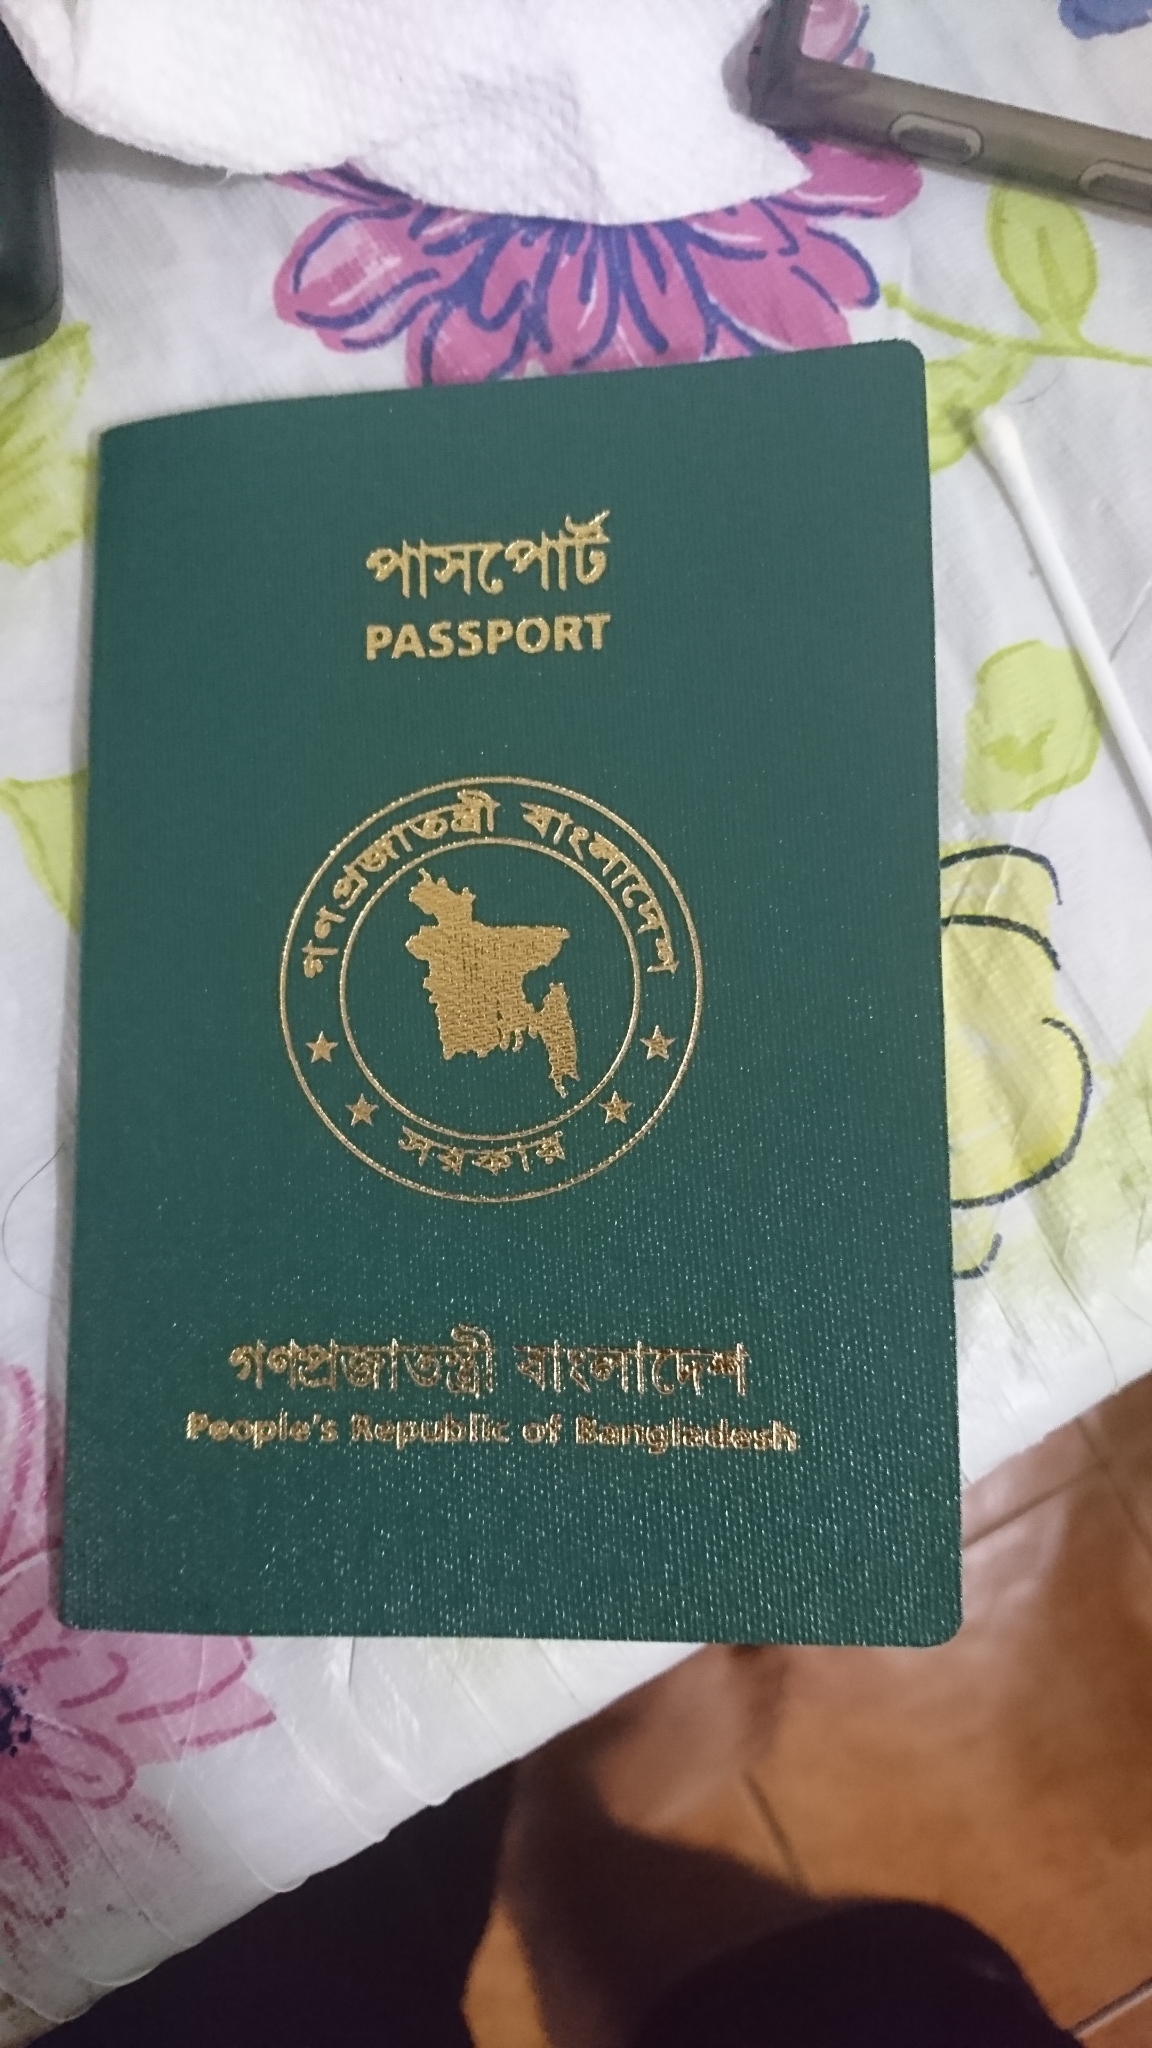 পাসপোর্ট
PASSPORT
গণপ্রজাতন্ত্রী বাংলাদেশ
সরকার
গণপ্রজাতন্ত্রী বাংলাদেশ
People's Republic of Bangladesh